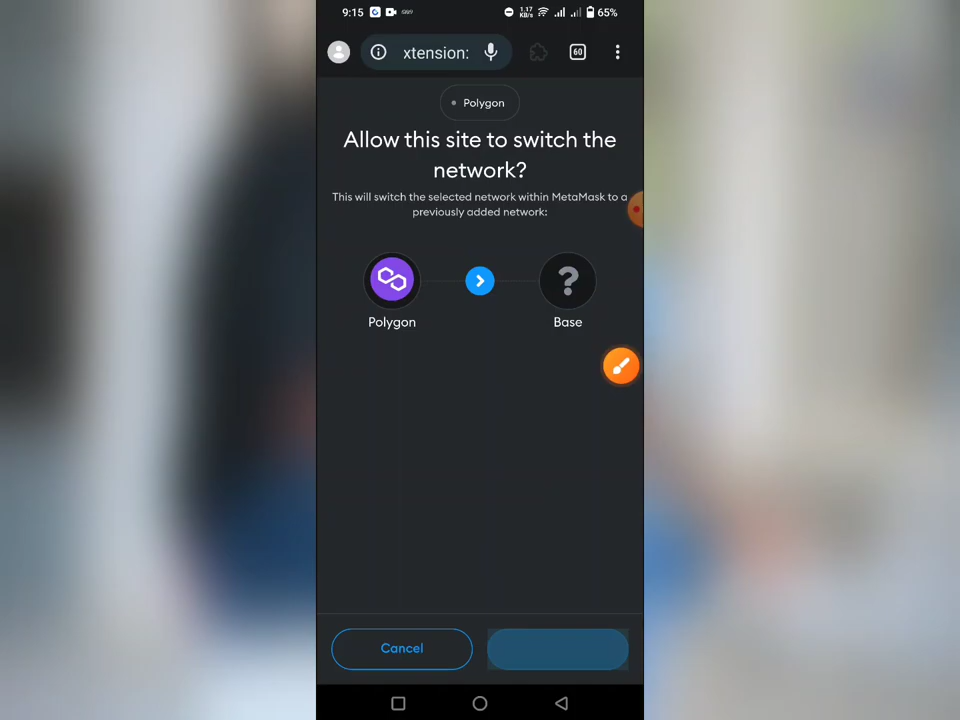 9:15
1.17
KB/s
65%
xtension:
60
Polygon
Allow this site to switch the
network?
This will switch the selected network within MetaMask to a
previously added network:
?
Polygon
Base
Cancel